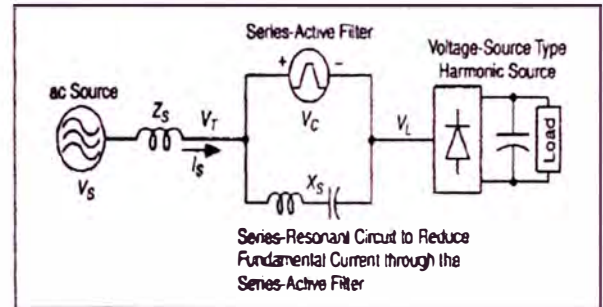 Series-Active Filter
Voltage-Source Type
Harmonic Source
ac Source
Z_S
V_T
+
−
V_C
V_L
Load
I_S
X_S
V_S
Series-Resonant Circuit to Reduce
Fundamental Current through the
Series-Active Filter